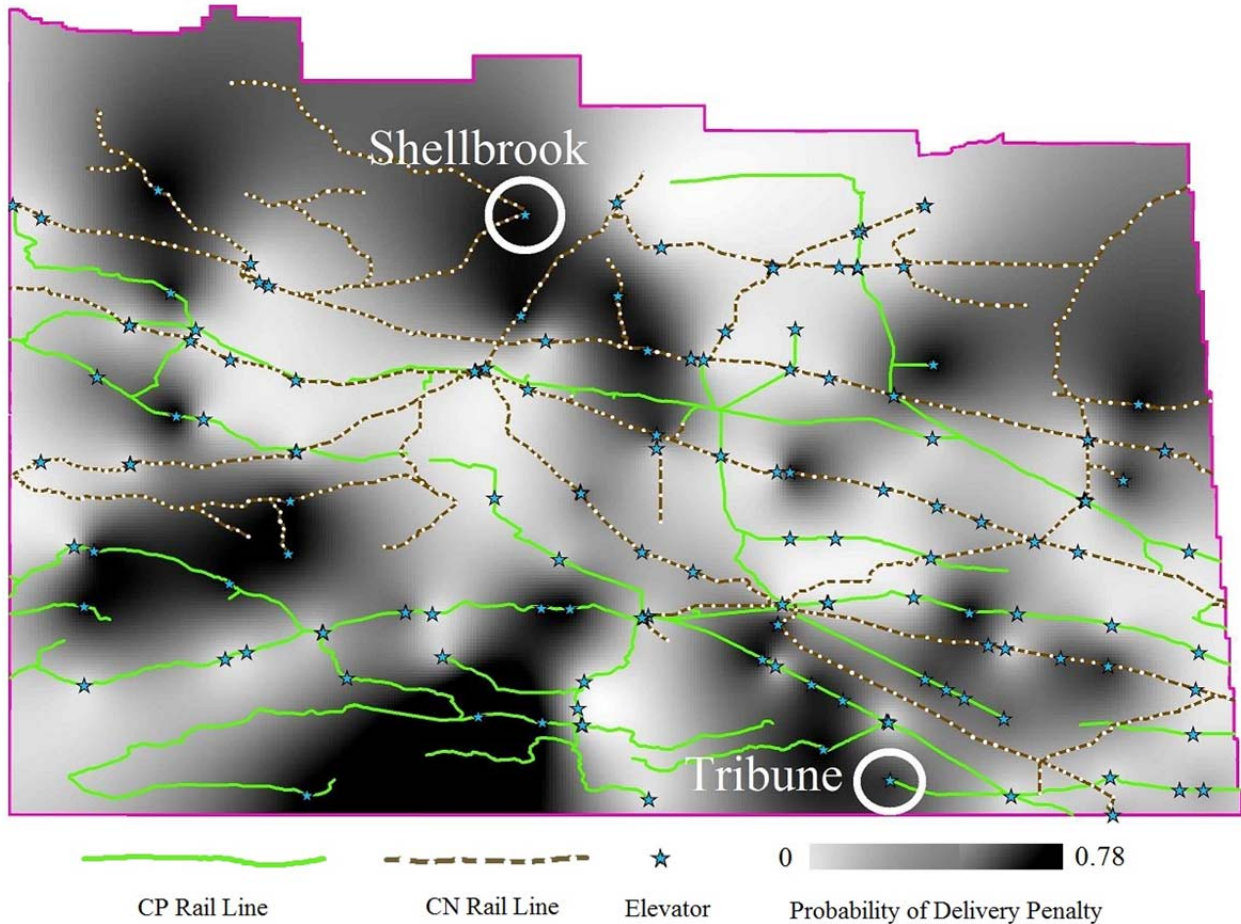 Shellbrook
Tribune
0 0.78
CP Rail Line CN Rail Line Elevator Probability of Delivery Penalty